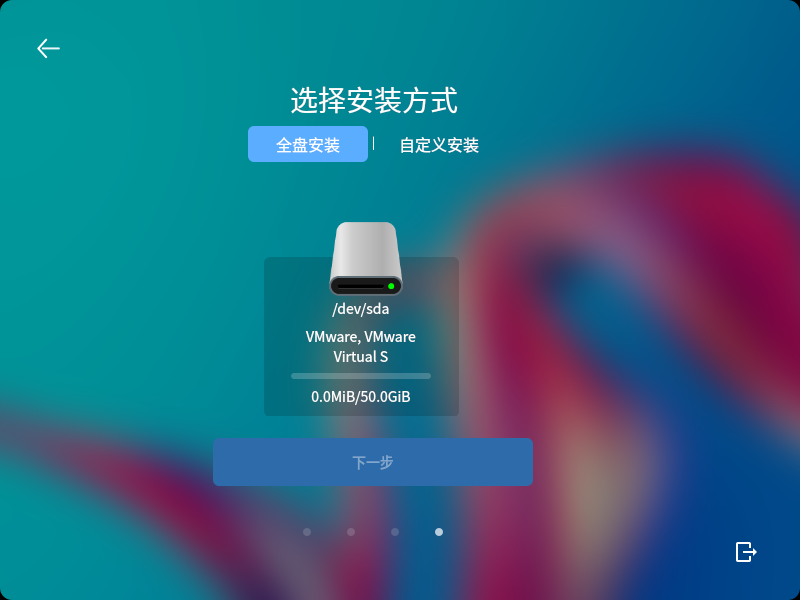 选择安装方式
全盘安装
自定义安装
/dev/sda
VMware, VMware
Virtual S
0.0MiB/50.0GiB
下一步